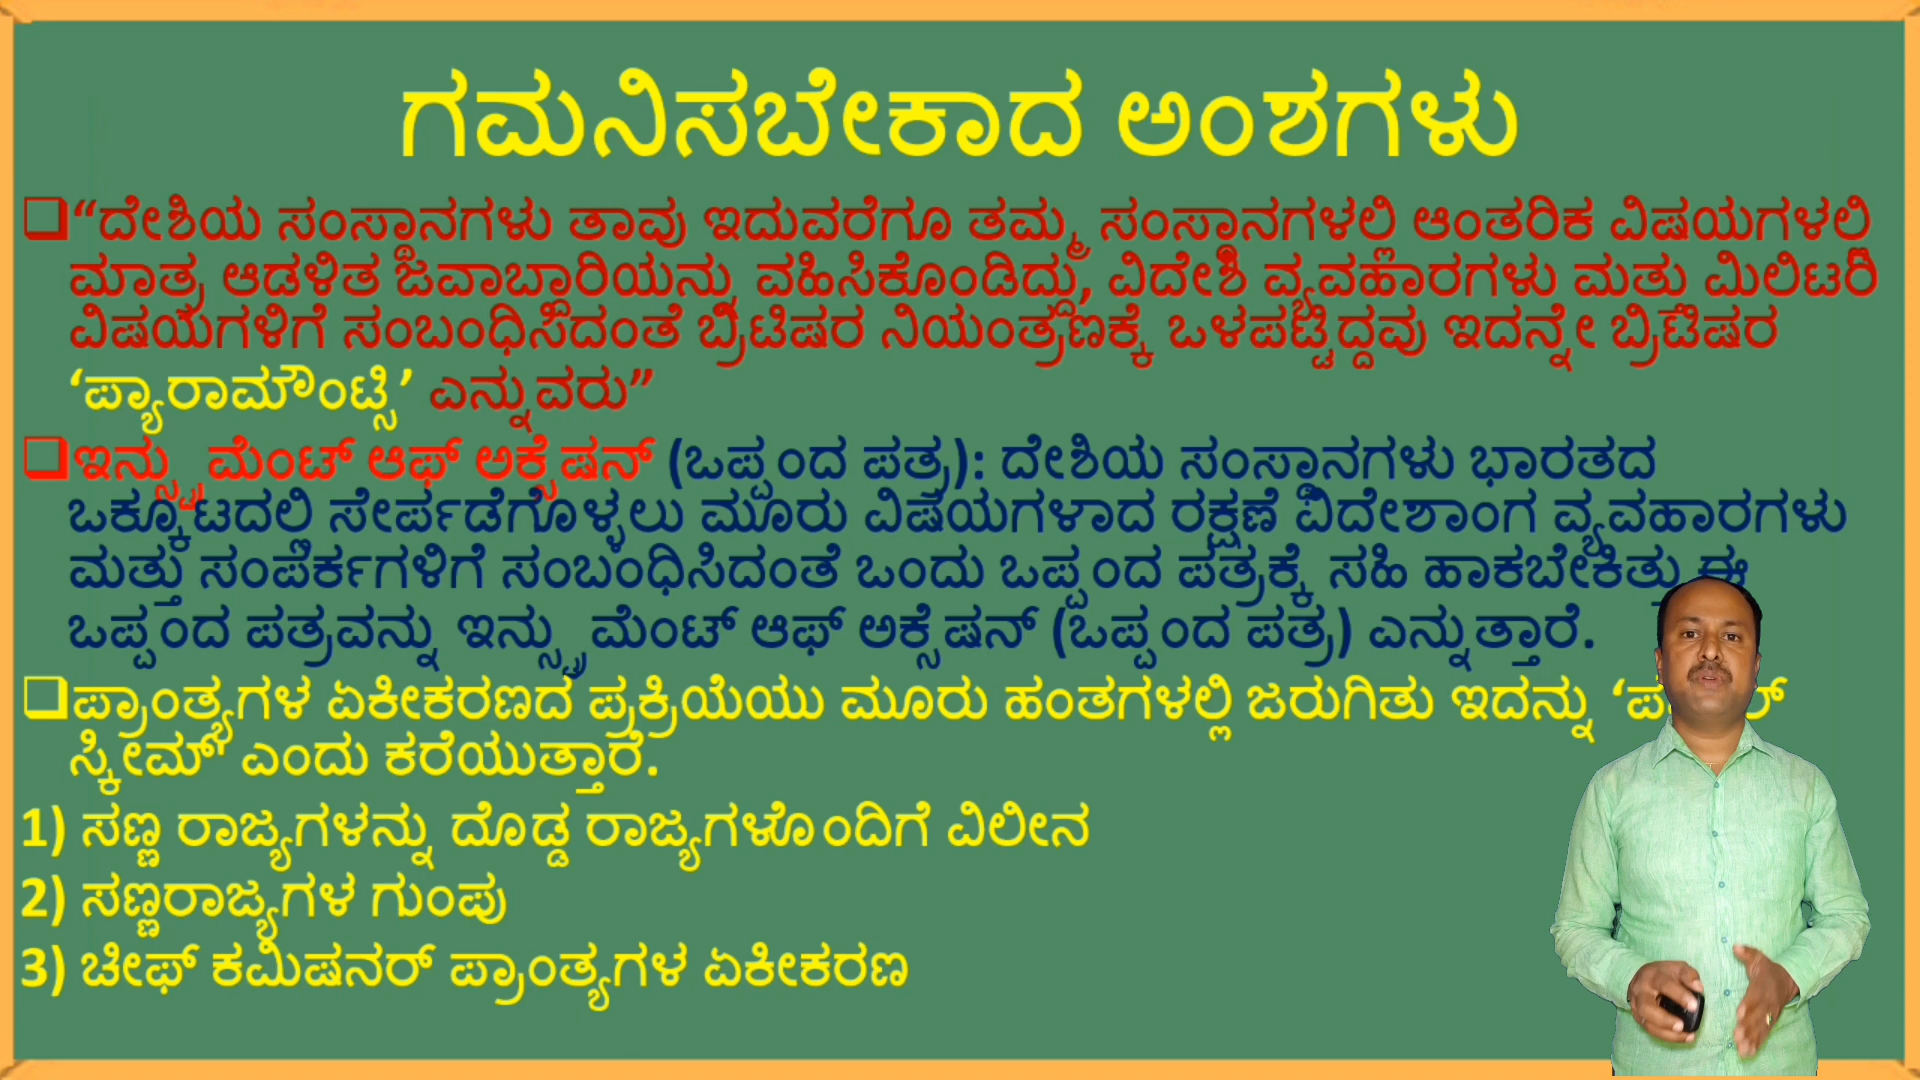 ಗಮನಿಸಬೇಕಾದ ಅಂಶಗಳು
“ದೇಶಿಯ ಸಂಸ್ಥಾನಗಳು ತಾವು ಇದುವರೆಗೂ ತಮ್ಮ ಸಂಸ್ಥಾನಗಳಲ್ಲಿ ಆಂತರಿಕ ವಿಷಯಗಳಲ್ಲಿ
ಮಾತ್ರ ಆಡಳಿತ ಜವಾಬ್ದಾರಿಯನ್ನು ವಹಿಸಿಕೊಂಡಿದ್ದು, ವಿದೇಶಿ ವ್ಯವಹಾರಗಳು ಮತ್ತು ಮಿಲಿಟರಿ
ವಿಷಯಗಳಿಗೆ ಸಂಬಂಧಿಸಿದಂತೆ ಬ್ರಿಟಿಷರ ನಿಯಂತ್ರಣಕ್ಕೆ ಒಳಪಟ್ಟಿದ್ದವು ಇದನ್ನೇ ಬ್ರಿಟಿಷರ
‘ಪ್ಯಾರಾಮೌಂಟ್ಸಿ’ ಎನ್ನುವರು”
ಇನ್ಸ್ಟ್ರುಮೆಂಟ್ ಆಫ್ ಅಕ್ಸೆಷನ್ (ಒಪ್ಪಂದ ಪತ್ರ): ದೇಶಿಯ ಸಂಸ್ಥಾನಗಳು ಭಾರತದ
ಒಕ್ಕೂಟದಲ್ಲಿ ಸೇರ್ಪಡೆಗೊಳ್ಳಲು ಮೂರು ವಿಷಯಗಳಾದ ರಕ್ಷಣೆ ವಿದೇಶಾಂಗ ವ್ಯವಹಾರಗಳು
ಮತ್ತು ಸಂಪರ್ಕಗಳಿಗೆ ಸಂಬಂಧಿಸಿದಂತೆ ಒಂದು ಒಪ್ಪಂದ ಪತ್ರಕ್ಕೆ ಸಹಿ ಹಾಕಬೇಕಿತ್ತು ಈ
ಒಪ್ಪಂದ ಪತ್ರವನ್ನು ಇನ್ಸ್ಟ್ರುಮೆಂಟ್ ಆಫ್ ಅಕ್ಸೆಷನ್ (ಒಪ್ಪಂದ ಪತ್ರ) ಎನ್ನುತ್ತಾರೆ.
ಪ್ರಾಂತ್ಯಗಳ ಏಕೀಕರಣದ ಪ್ರಕ್ರಿಯೆಯು ಮೂರು ಹಂತಗಳಲ್ಲಿ ಜರುಗಿತು ಇದನ್ನು
ಸ್ಕೀಮ್’ ಎಂದು ಕರೆಯುತ್ತಾರೆ.
1) ಸಣ್ಣ ರಾಜ್ಯಗಳನ್ನು ದೊಡ್ಡ ರಾಜ್ಯಗಳೊಂದಿಗೆ ವಿಲೀನ
2) ಸಣ್ಣರಾಜ್ಯಗಳ ಗುಂಪು
3) ಚೀಫ್ ಕಮಿಷನರ್ ಪ್ರಾಂತ್ಯಗಳ ಏಕೀಕರಣ